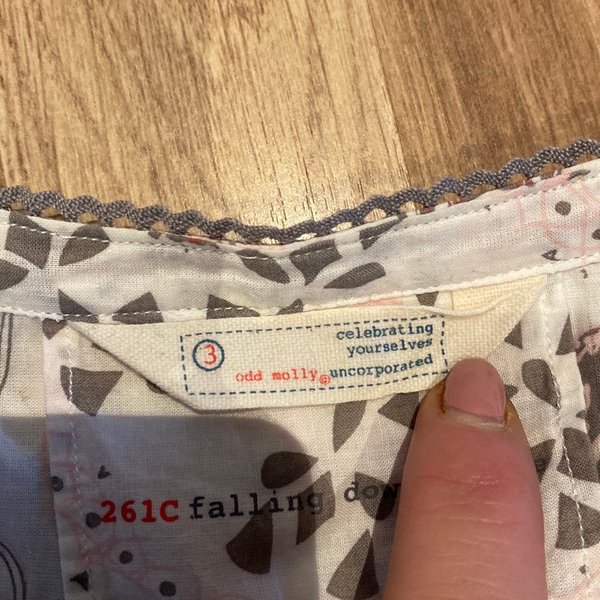 3
celebrating
yourselves
odd molly® uncorporated
261C falling